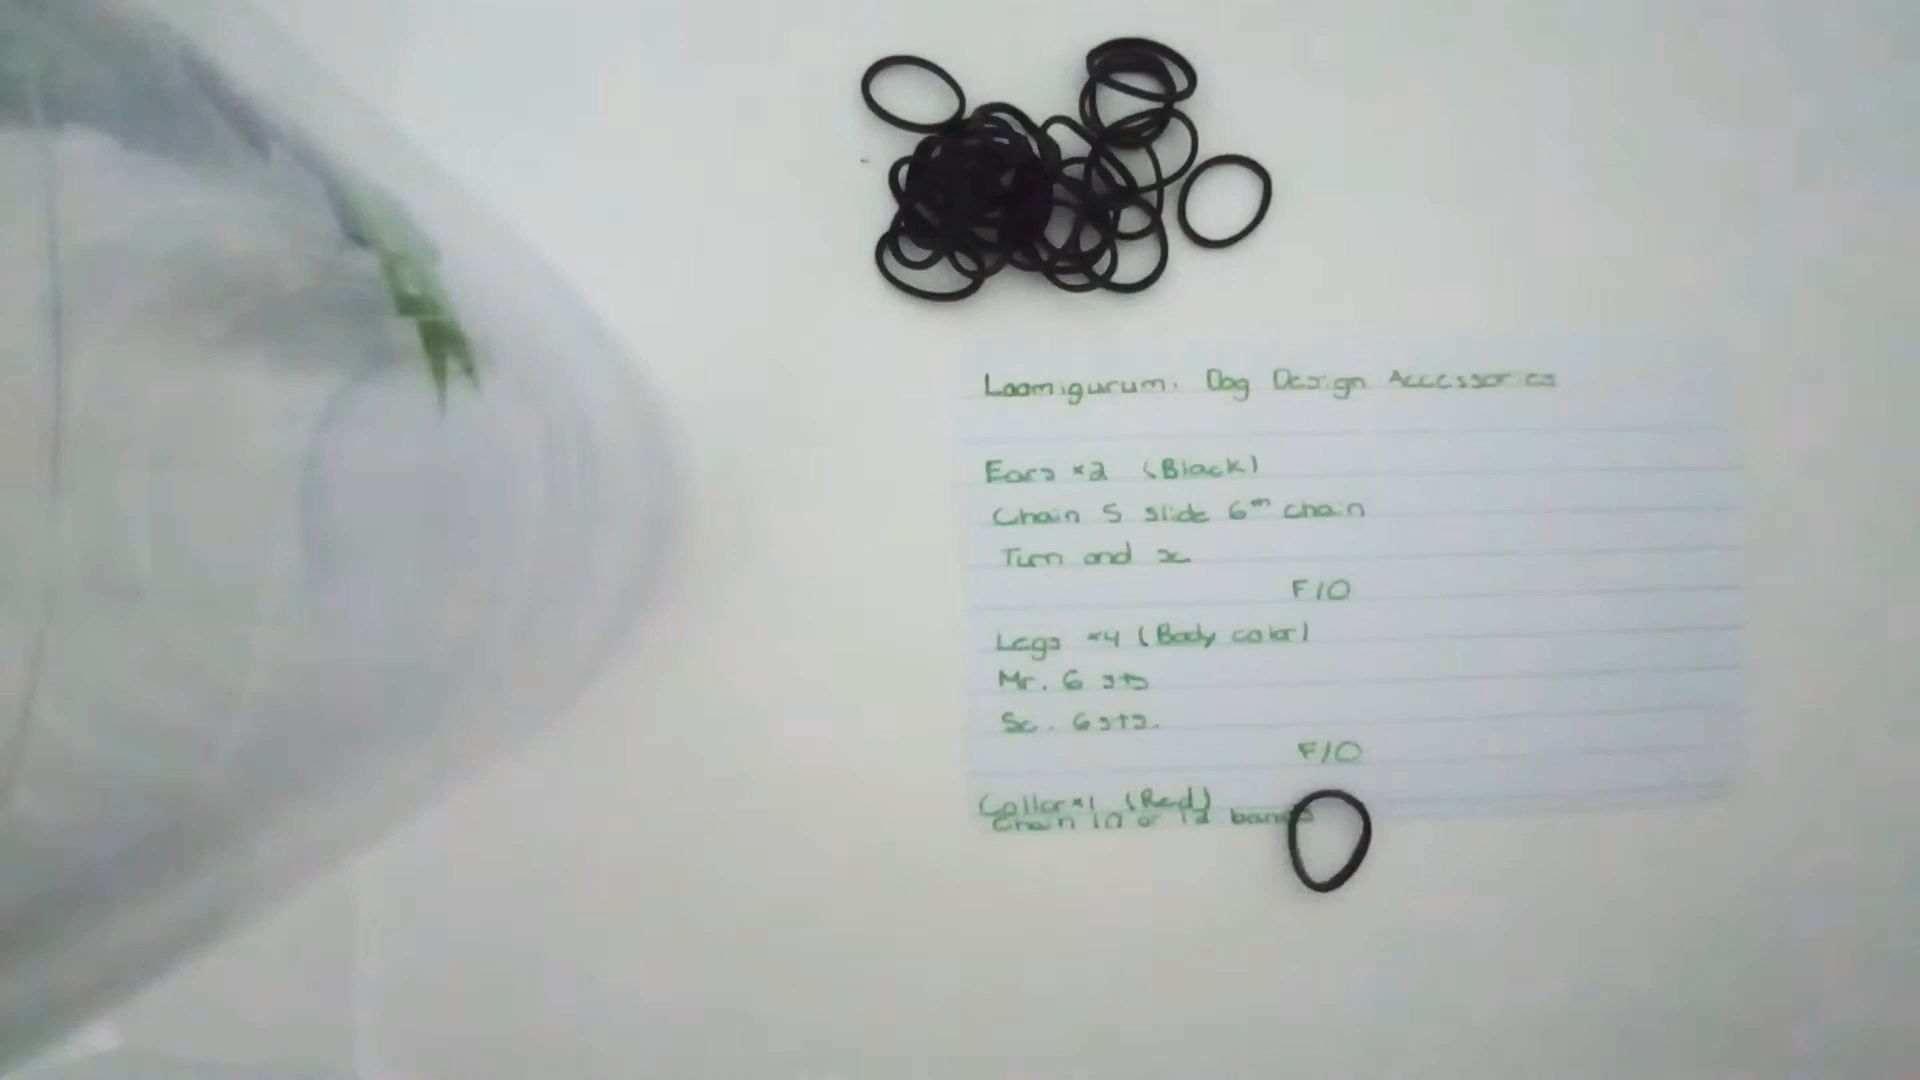 Loomigurumi Dog Design Accessories
Ears x2 (Black)
Chain 5 slide 6th chain
Turn and sc
F/O
Legs x4 (Body color)
Mr. 6 sts
Sc. 6 sts.
F/O
Collar x1 (Red)
Chain or 12 bands